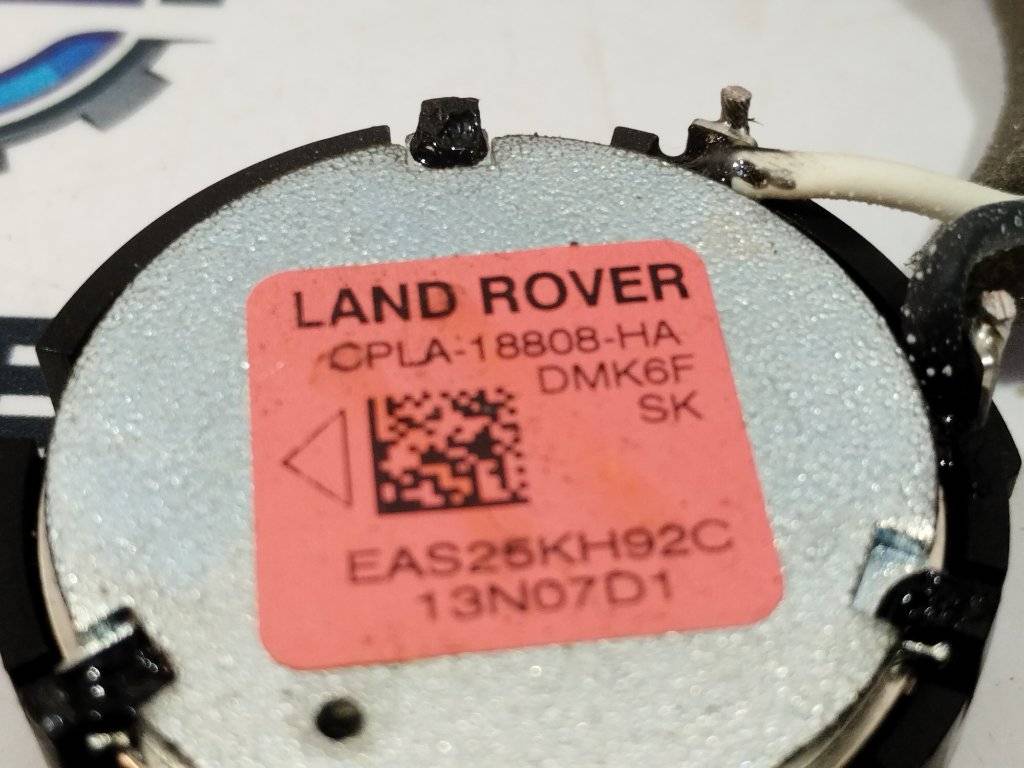 LAND ROVER
CPLA-18808-HA
DMK6F
SK
EAS25KH92C
13N07D1